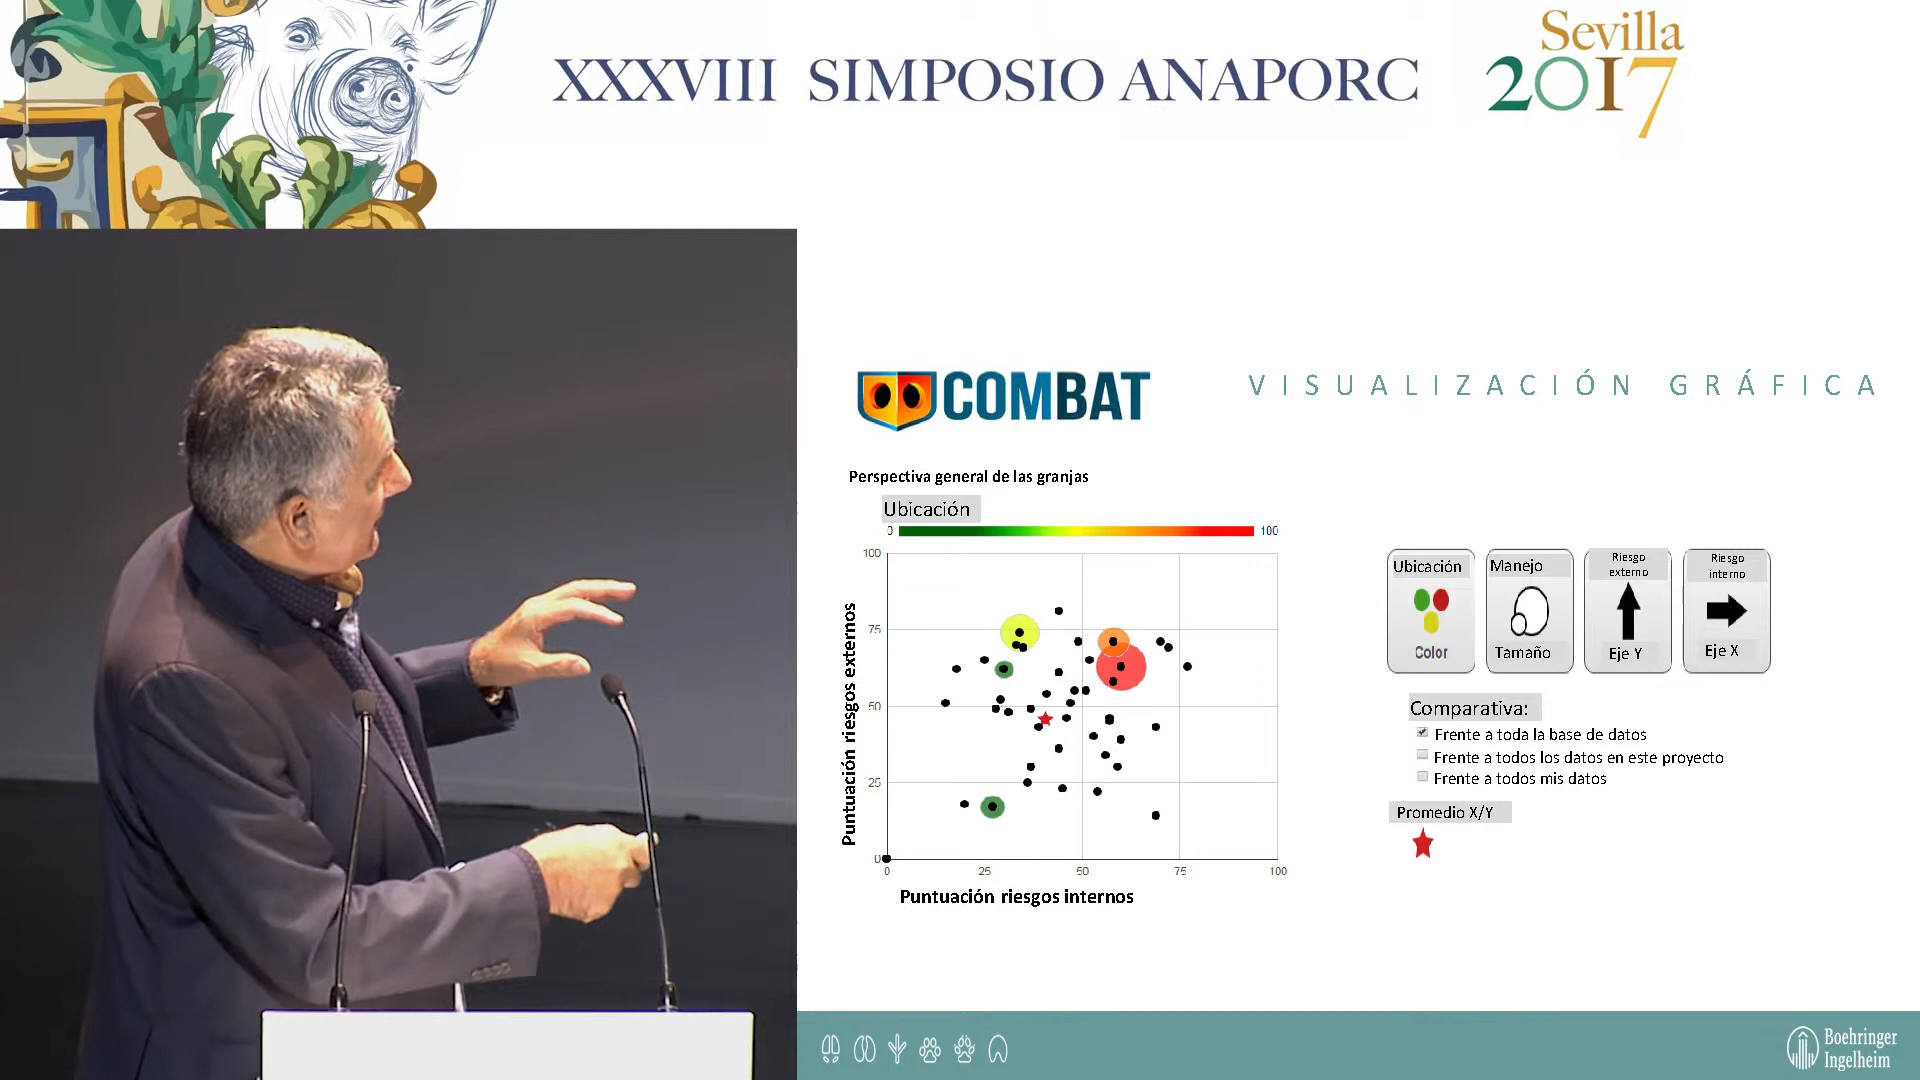 XXXVIII SIMPOSIO ANAPORC
Sevilla
2017
COMBAT
VISUALIZACIÓN GRÁFICA
Perspectiva general de las granjas
Ubicación
0 100
100
75
50
25
0
0 25 50 75 100
Puntuación riesgos externos
Puntuación riesgos internos
Ubicación
Color
Manejo
Tamaño
Riesgo
externo
Eje Y
Riesgo
interno
Eje X
Comparativa:
Frente a toda la base de datos
Frente a todos los datos en este proyecto
Frente a todos mis datos
Promedio X/Y
Boehringer
Ingelheim